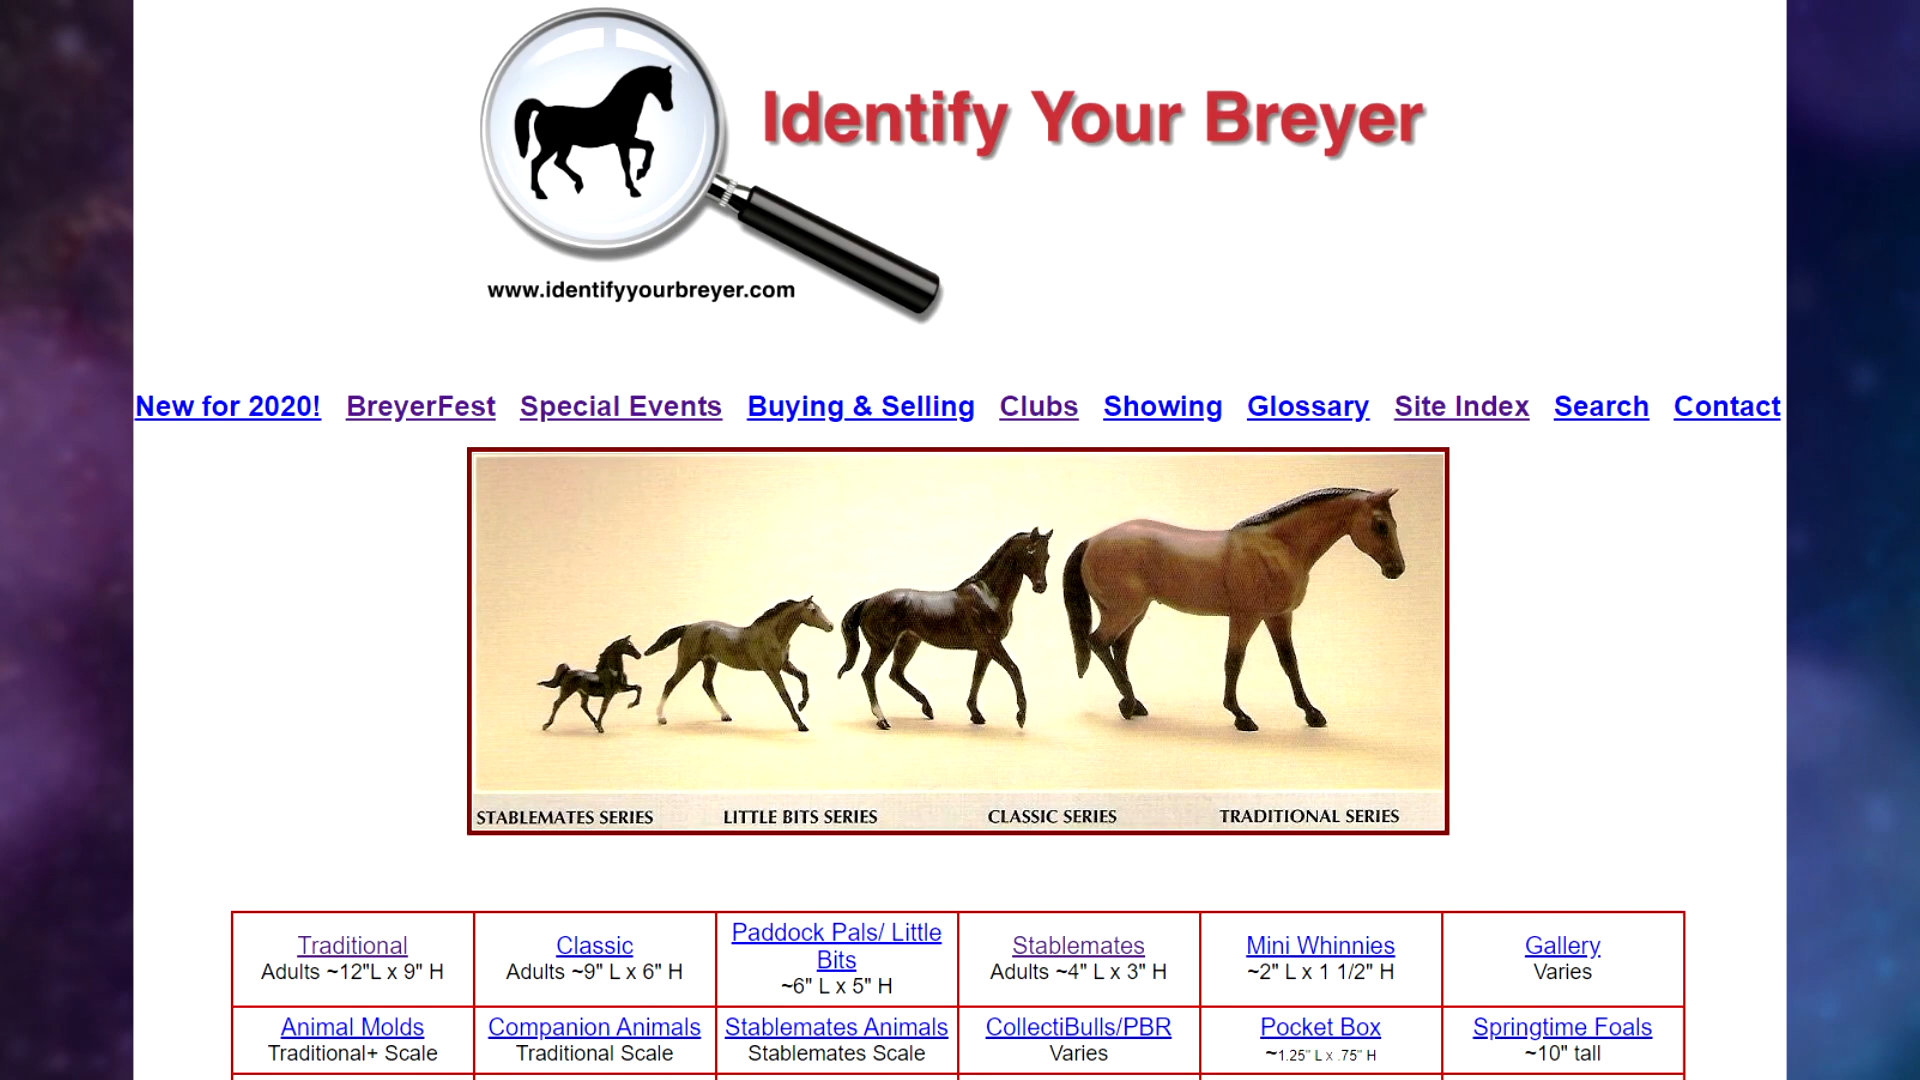 Identify Your Breyer
www.identifyyourbreyer.com
New for 2020! BreyerFest Special Events Buying & Selling Clubs Showing Glossary Site Index Search Contact
STABLEMATES SERIES LITTLE BITS SERIES CLASSIC SERIES TRADITIONAL SERIES
Traditional
Adults ~12"L x 9" H
Classic
Adults ~9" L x 6" H
Paddock Pals/ Little
Bits
~6" L x 5" H
Stablemates
Adults ~4" L x 3" H
Mini Whinnies
~2" L x 1 1/2" H
Gallery
Varies
Animal Molds
Traditional+ Scale
Companion Animals
Traditional Scale
Stablemates Animals
Stablemates Scale
CollectiBulls/PBR
Varies
Pocket Box
~1.25" L x .75" H
Springtime Foals
~10" tall